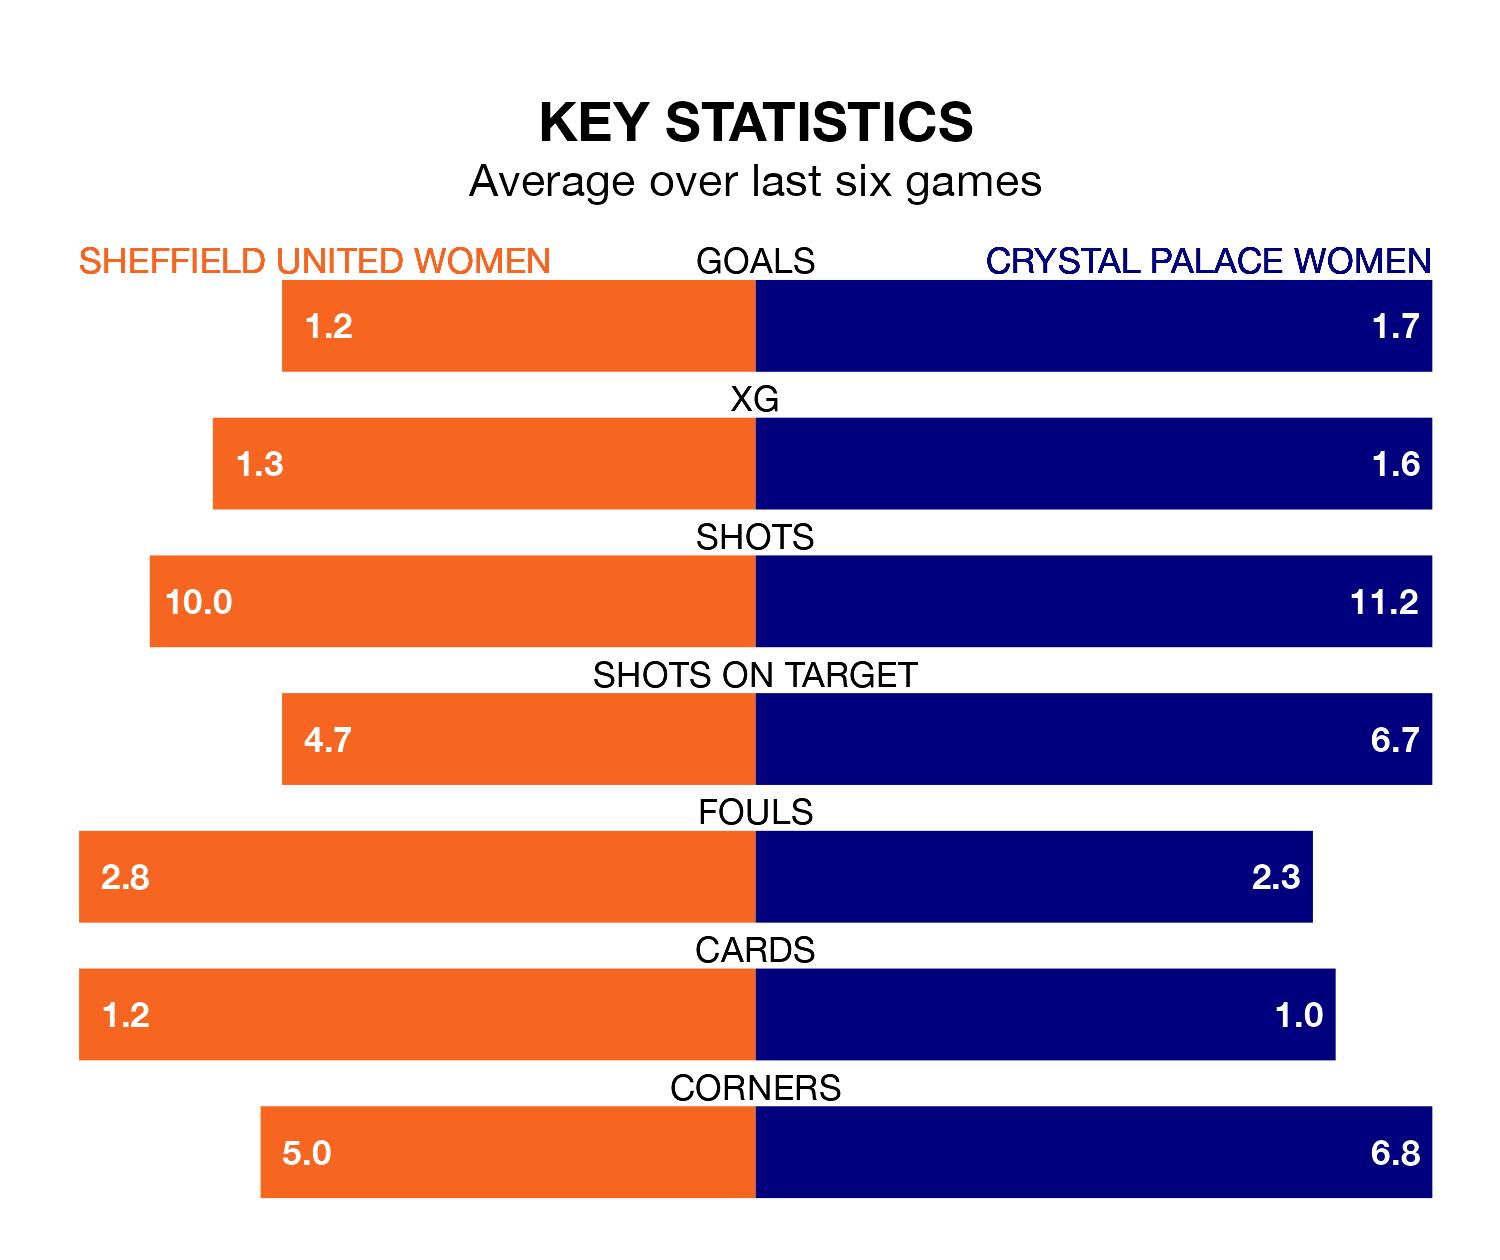 KEY STATISTICS
Average over last six games
SHEFFIELD UNITED WOMEN GOALS CRYSTAL PALACE WOMEN
1.2 1.7
XG
1.3 1.6
SHOTS
10.0 11.2
SHOTS ON TARGET
4.7 6.7
FOULS
2.8 2.3
CARDS
1.2 1.0
CORNERS
5.0 6.8